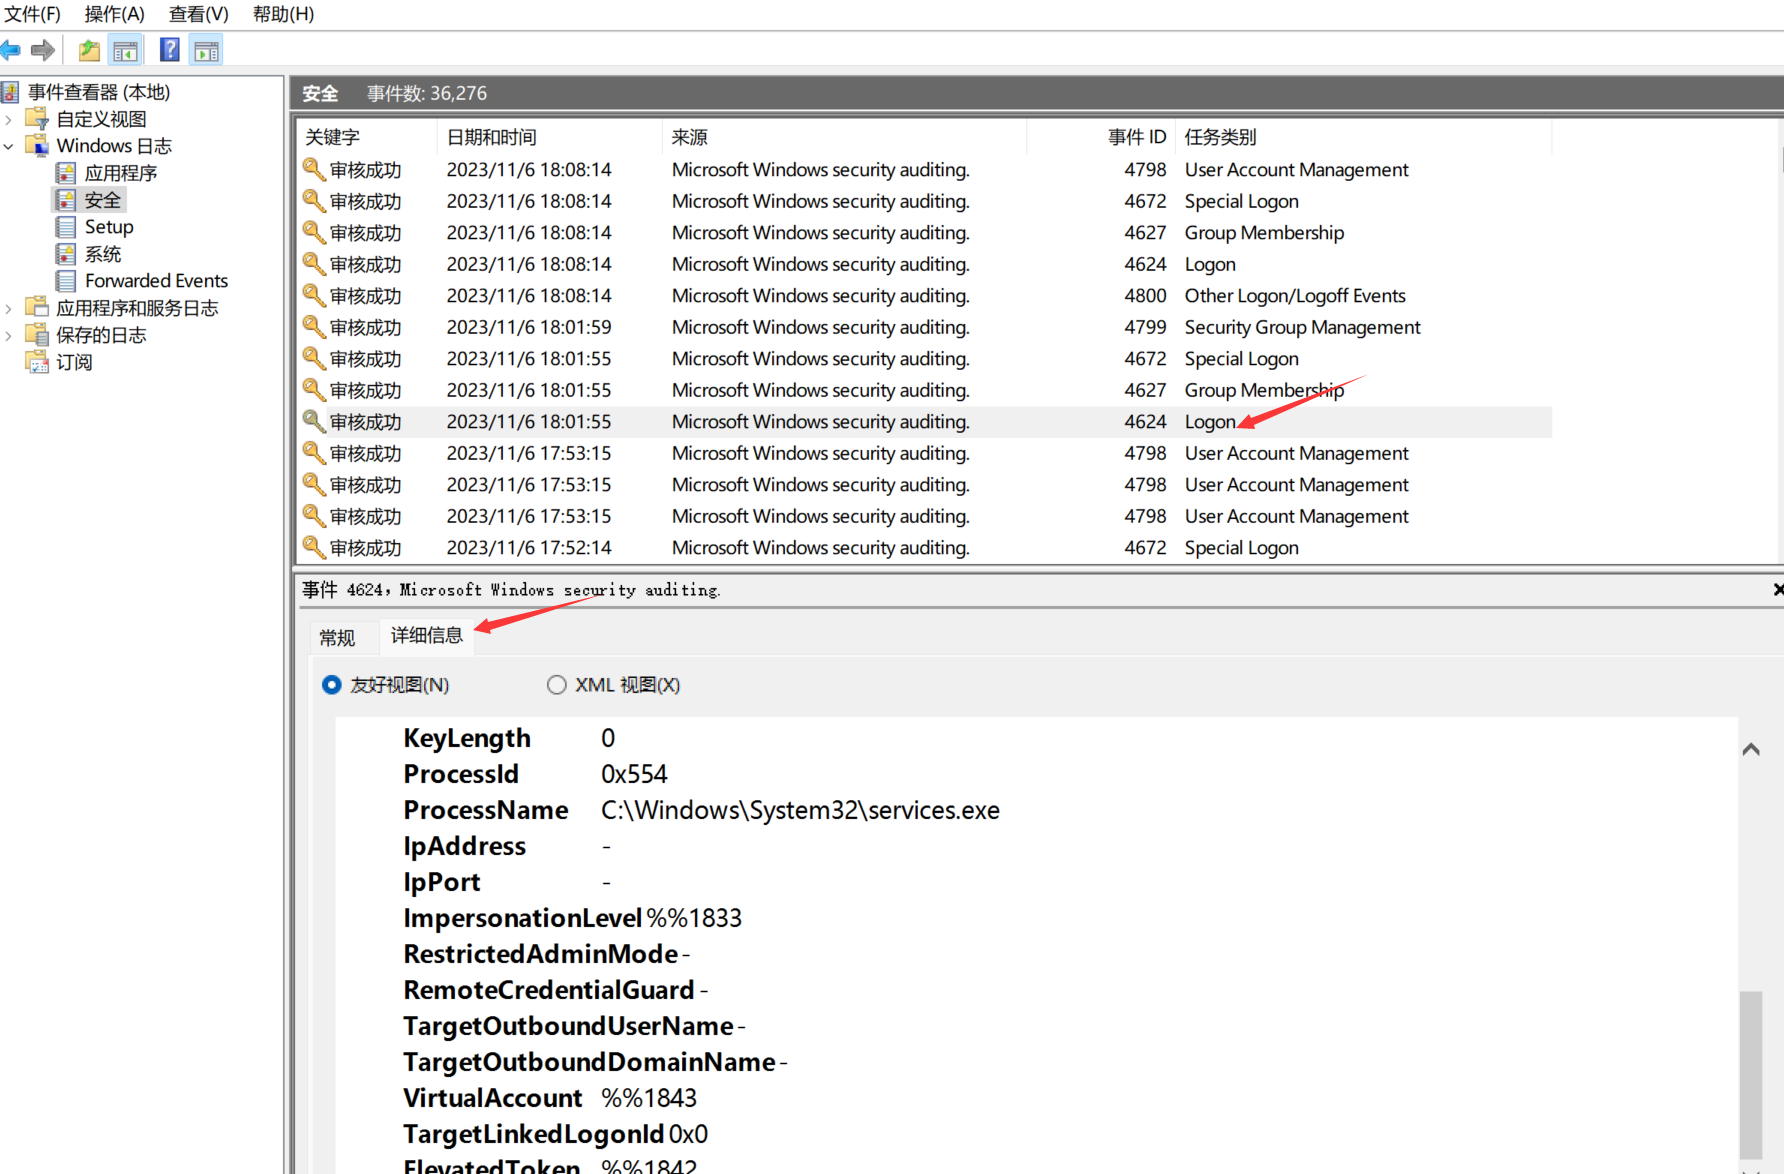 文件(F) 操作(A) 查看(V) 帮助(H)
事件查看器 (本地)
自定义视图
Windows 日志
应用程序
安全
Setup
系统
Forwarded Events
应用程序和服务日志
保存的日志
订阅
安全 事件数: 36,276
关键字 日期和时间 来源 事件 ID 任务类别
审核成功 2023/11/6 18:08:14 Microsoft Windows security auditing. 4798 User Account Management
审核成功 2023/11/6 18:08:14 Microsoft Windows security auditing. 4672 Special Logon
审核成功 2023/11/6 18:08:14 Microsoft Windows security auditing. 4627 Group Membership
审核成功 2023/11/6 18:08:14 Microsoft Windows security auditing. 4624 Logon
审核成功 2023/11/6 18:08:14 Microsoft Windows security auditing. 4800 Other Logon/Logoff Events
审核成功 2023/11/6 18:01:59 Microsoft Windows security auditing. 4799 Security Group Management
审核成功 2023/11/6 18:01:55 Microsoft Windows security auditing. 4672 Special Logon
审核成功 2023/11/6 18:01:55 Microsoft Windows security auditing. 4627 Group Membership
审核成功 2023/11/6 18:01:55 Microsoft Windows security auditing. 4624 Logon
审核成功 2023/11/6 17:53:15 Microsoft Windows security auditing. 4798 User Account Management
审核成功 2023/11/6 17:53:15 Microsoft Windows security auditing. 4798 User Account Management
审核成功 2023/11/6 17:53:15 Microsoft Windows security auditing. 4798 User Account Management
审核成功 2023/11/6 17:52:14 Microsoft Windows security auditing. 4672 Special Logon
事件 4624，Microsoft Windows security auditing.
常规 详细信息
友好视图(N) XML 视图(X)
KeyLength 0
ProcessId 0x554
ProcessName C:\Windows\System32\services.exe
IpAddress -
IpPort -
ImpersonationLevel %%1833
RestrictedAdminMode -
RemoteCredentialGuard -
TargetOutboundUserName -
TargetOutboundDomainName -
VirtualAccount %%1843
TargetLinkedLogonId 0x0
ElevatedToken %%1842